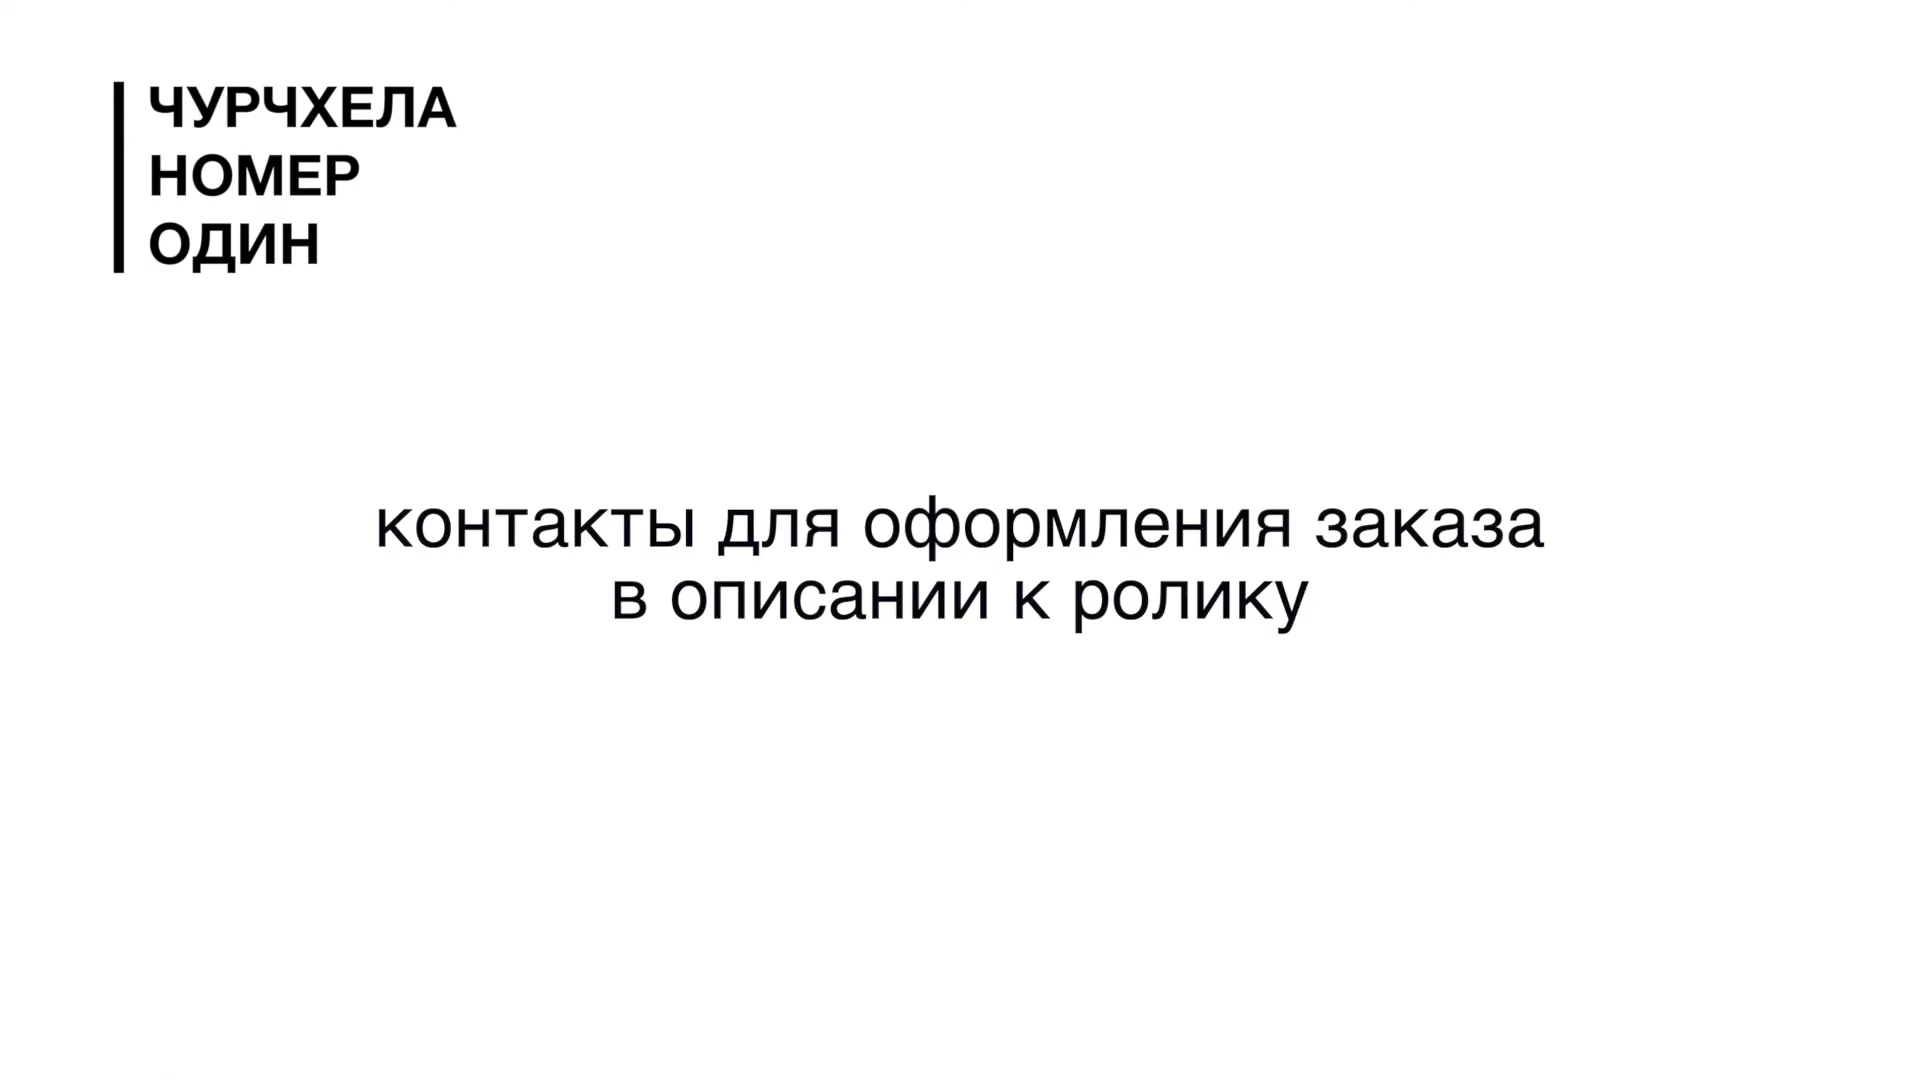 ЧУРЧХЕЛА
НОМЕР
ОДИН
контакты для оформления заказа
в описании к ролику